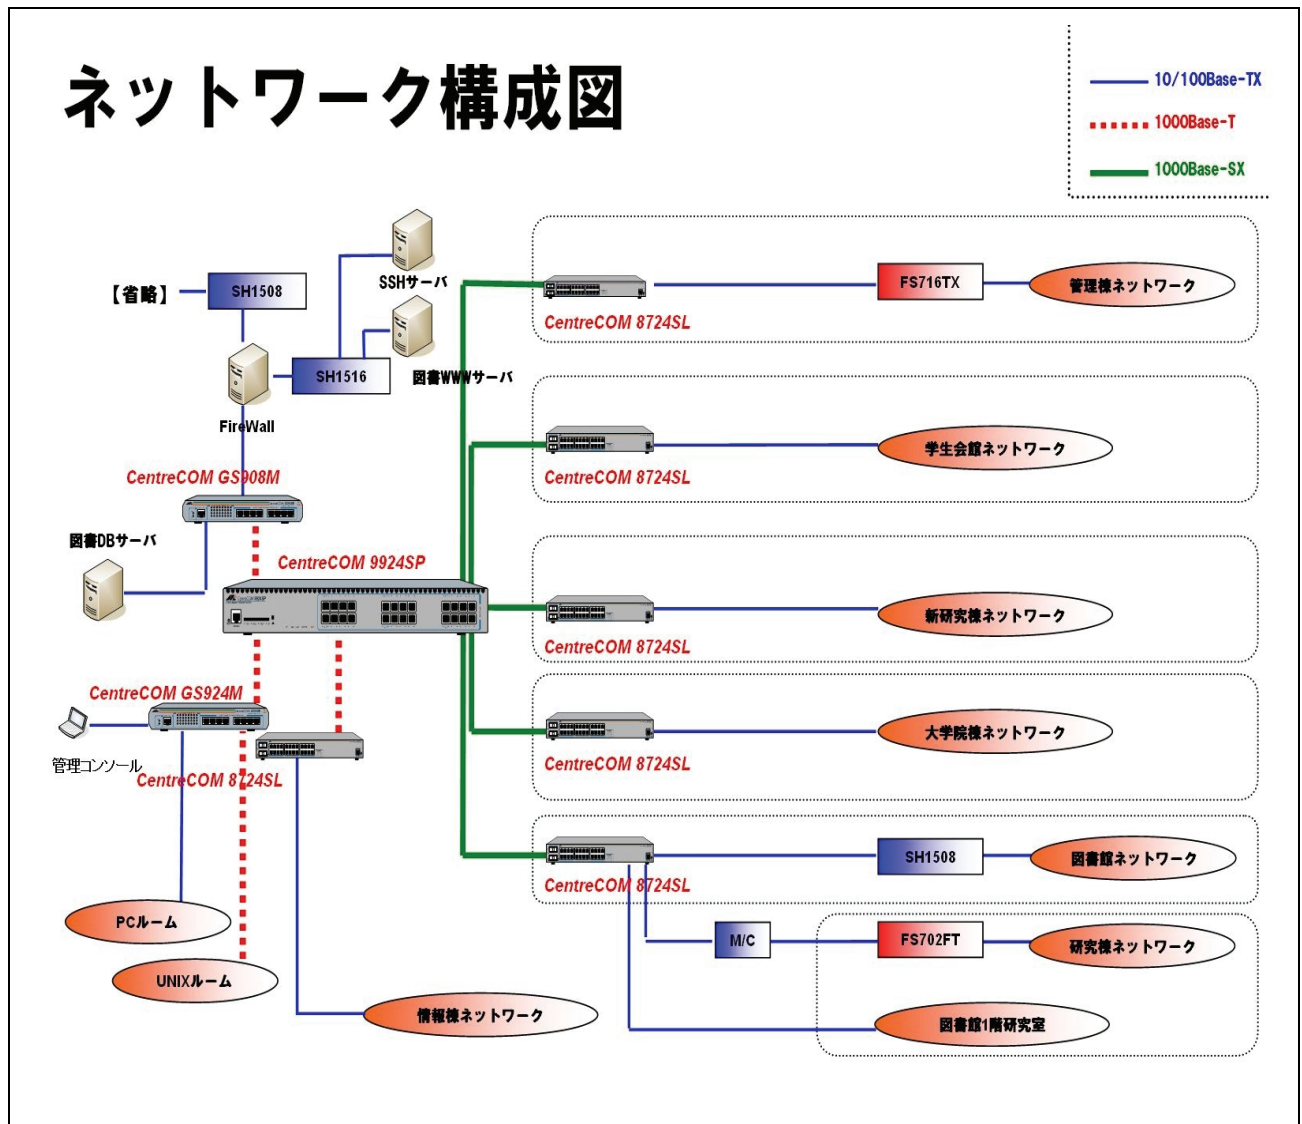 ネットワーク構成図
10/100Base-TX
1000Base-T
1000Base-SX
【省略】
SH1508
SSHサーバ
SH1516
図書WWWサーバ
FireWall
CentreCOM GS908M
図書DBサーバ
CentreCOM 9924SP
CentreCOM GS924M
管理コンソール
CentreCOM 8724SL
PCルーム
UNIXルーム
情報棟ネットワーク
CentreCOM 8724SL
FS716TX
管理棟ネットワーク
CentreCOM 8724SL
学生会館ネットワーク
CentreCOM 8724SL
新研究棟ネットワーク
CentreCOM 8724SL
大学院棟ネットワーク
CentreCOM 8724SL
SH1508
図書館ネットワーク
M/C
FS702FT
研究棟ネットワーク
図書館1階研究室